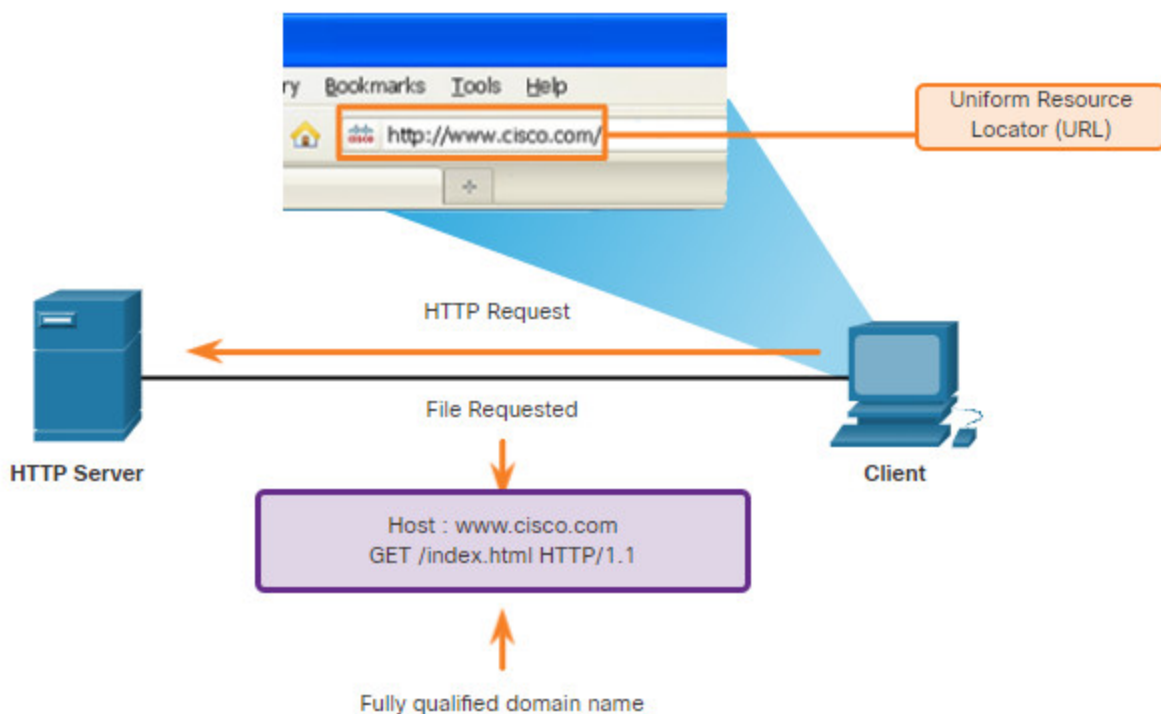 ry Bookmarks Tools Help
cisco http://www.cisco.com/
Uniform Resource
Locator (URL)
HTTP Request
File Requested
HTTP Server
Client
Host : www.cisco.com
GET /index.html HTTP/1.1
Fully qualified domain name